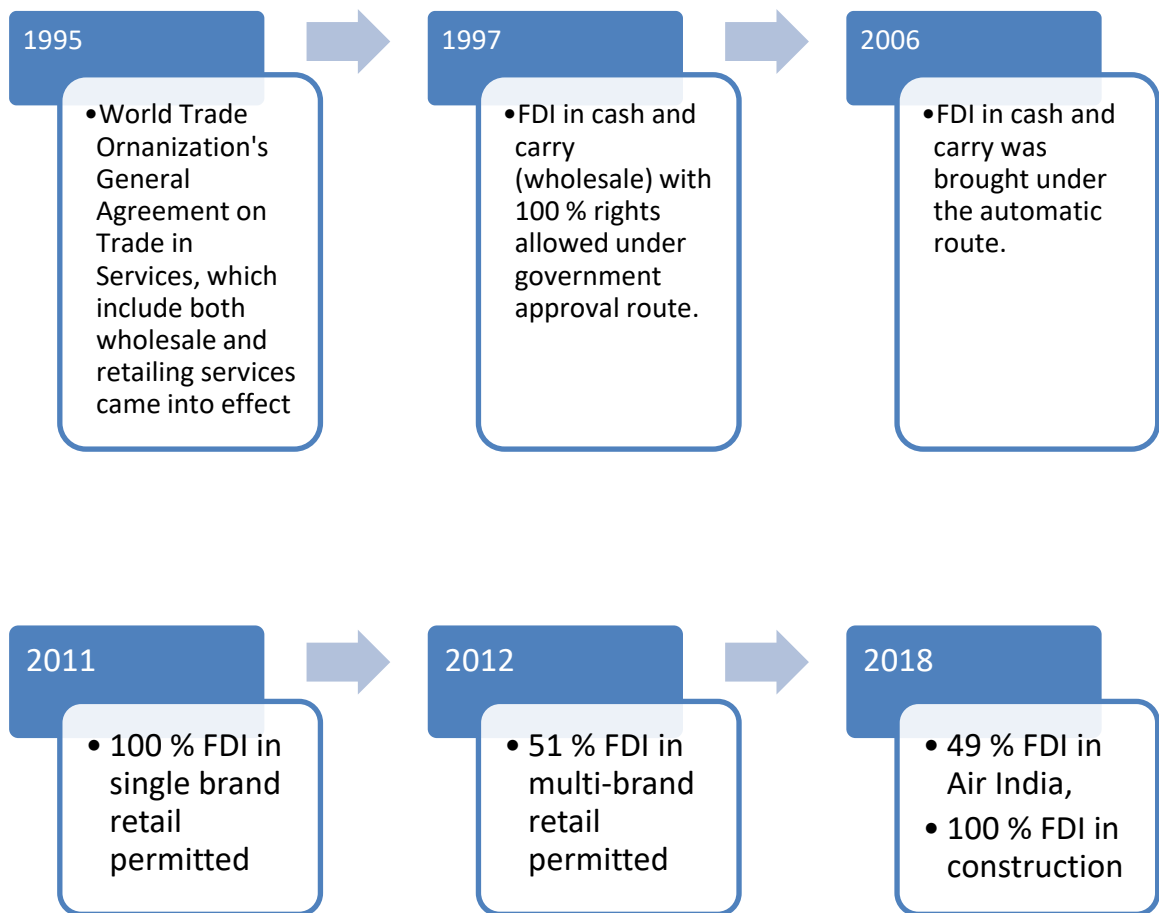 1995
•World Trade
Ornanization's
General
Agreement on
Trade in
Services, which
include both
wholesale and
retailing services
came into effect
1997
•FDI in cash and
carry
(wholesale) with
100 % rights
allowed under
government
approval route.
2006
•FDI in cash and
carry was
brought under
the automatic
route.
2011
• 100 % FDI in
single brand
retail
permitted
2012
• 51 % FDI in
multi-brand
retail
permitted
2018
• 49 % FDI in
Air India,
• 100 % FDI in
construction